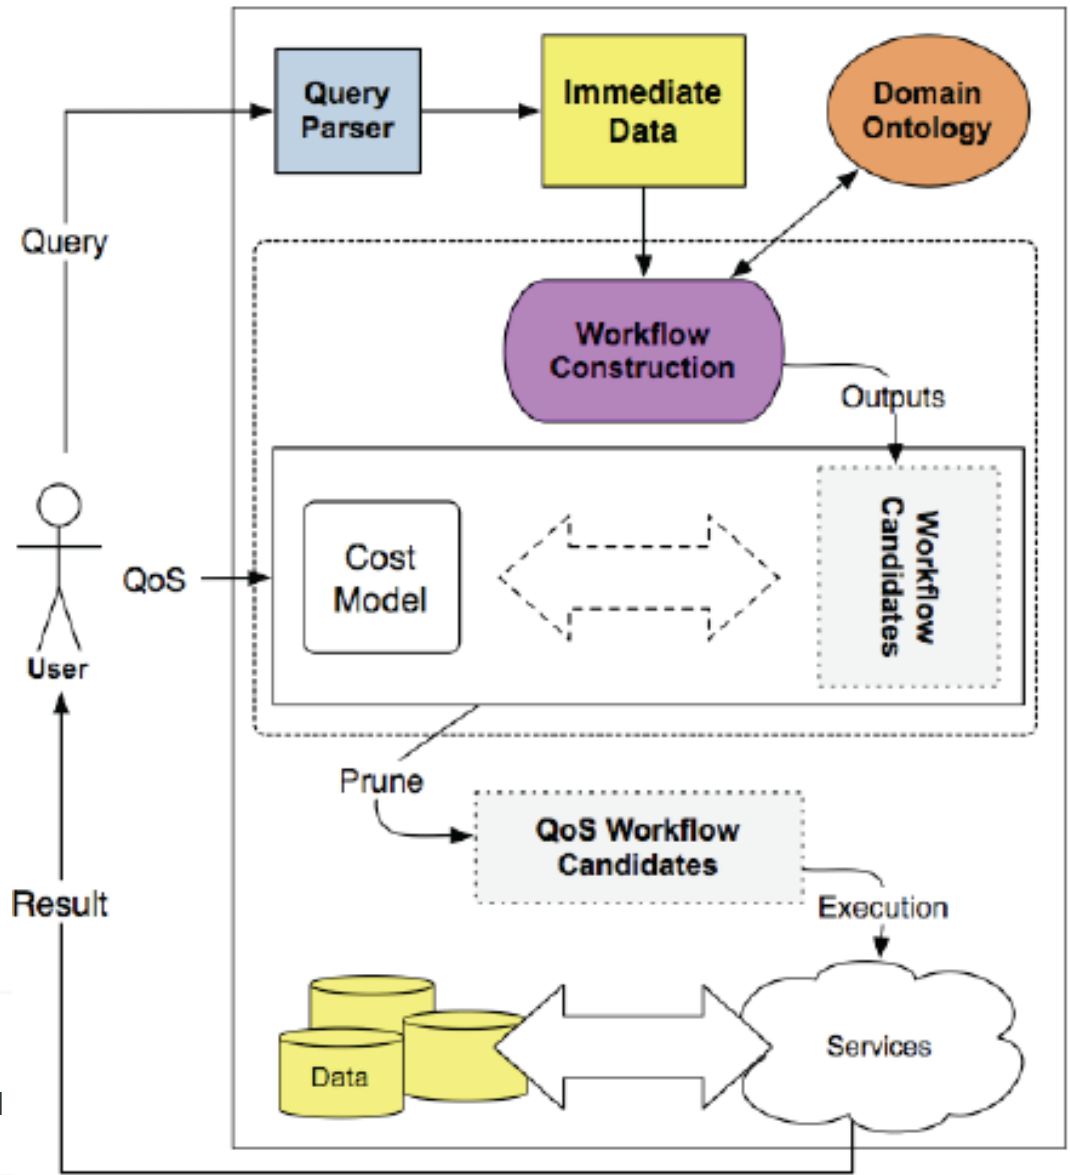 Query
Parser
Immediate
Data
Domain
Ontology
Query
Workflow
Construction
Outputs
Cost
Model
Workflow
Candidates
QoS
User
Prune
QoS Workflow
Candidates
Result
Execution
Data
Services